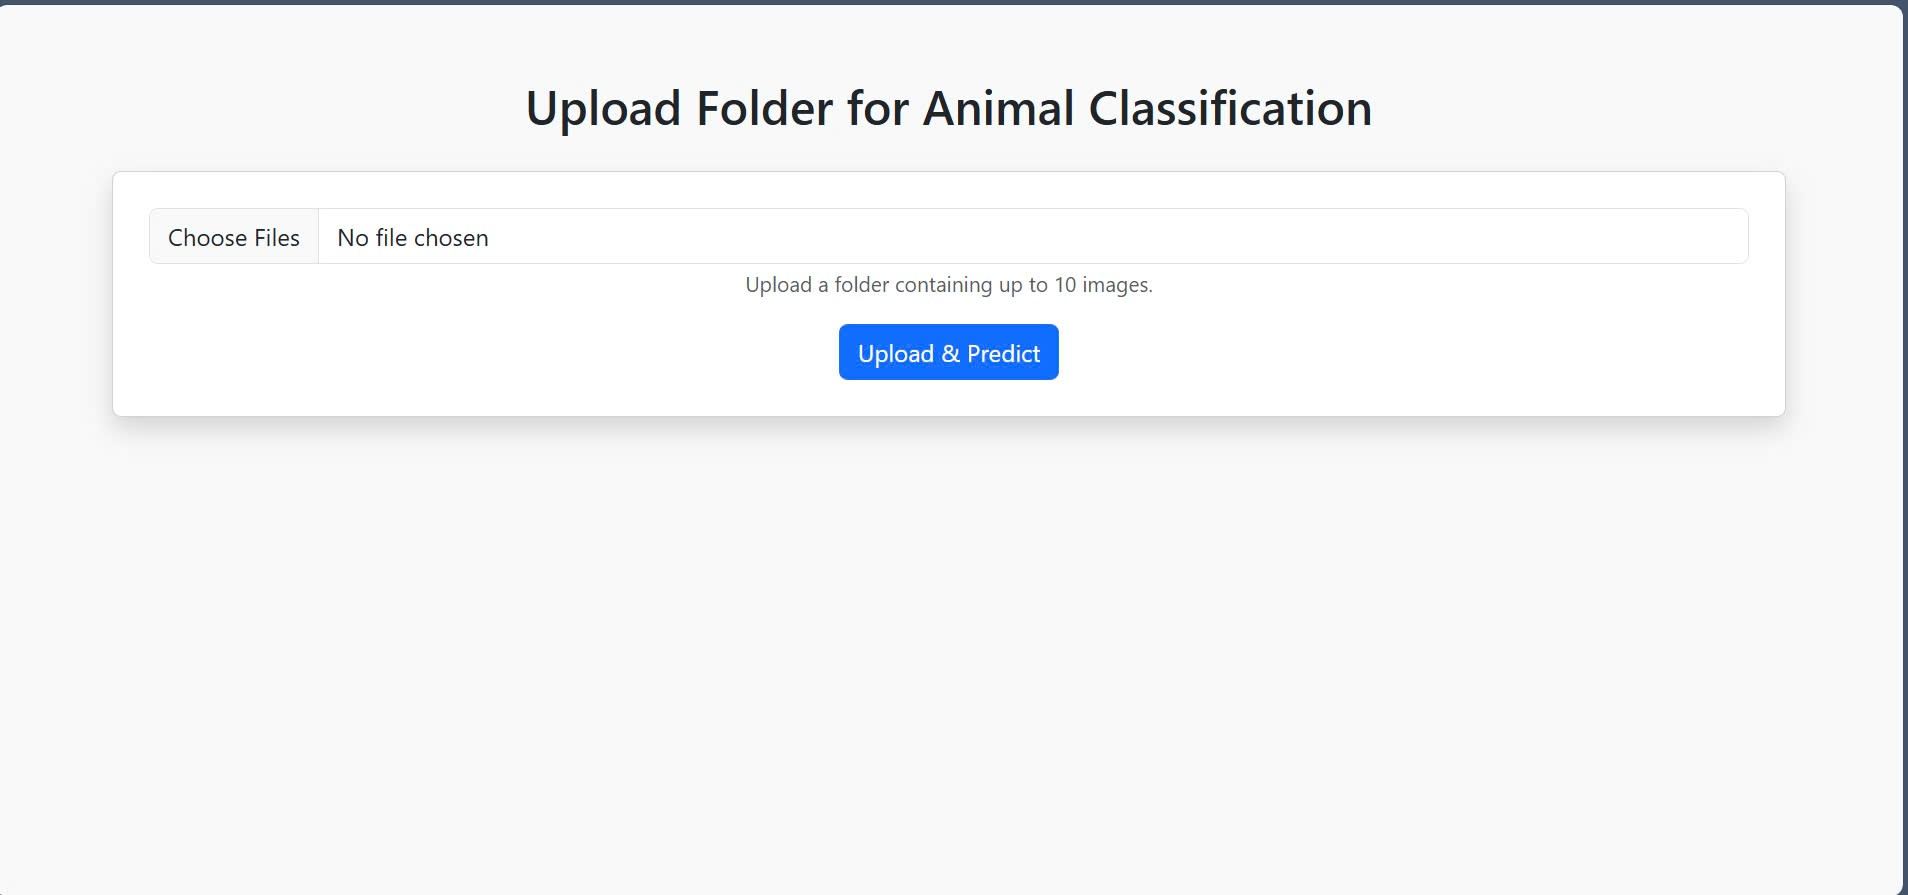 Upload Folder for Animal Classification
Choose Files No file chosen
Upload a folder containing up to 10 images.
Upload & Predict